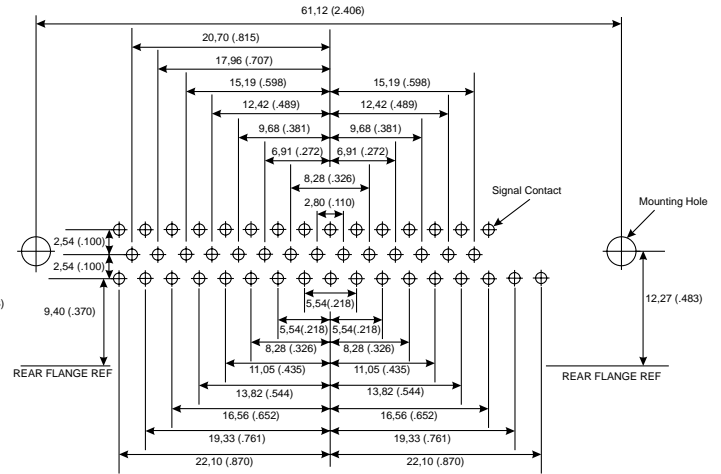 61,12 (2.406)
20,70 (.815)
17,96 (.707)
15,19 (.598) 15,19 (.598)
12,42 (.489) 12,42 (.489)
9,68 (.381) 9,68 (.381)
6,91 (.272) 6,91 (.272)
8,28 (.326)
Signal Contact
2,80 (.110)
Mounting Hole
2,54 (.100)
2,54 (.100)
9,40 (.370)
12,27 (.483)
5,54(.218)
5,54(.218) 5,54(.218)
8,28 (.326) 8,28 (.326)
11,05 (.435) 11,05 (.435)
REAR FLANGE REF REAR FLANGE REF
13,82 (.544) 13,82 (.544)
16,56 (.652) 16,56 (.652)
19,33 (.761) 19,33 (.761)
22,10 (.870) 22,10 (.870)